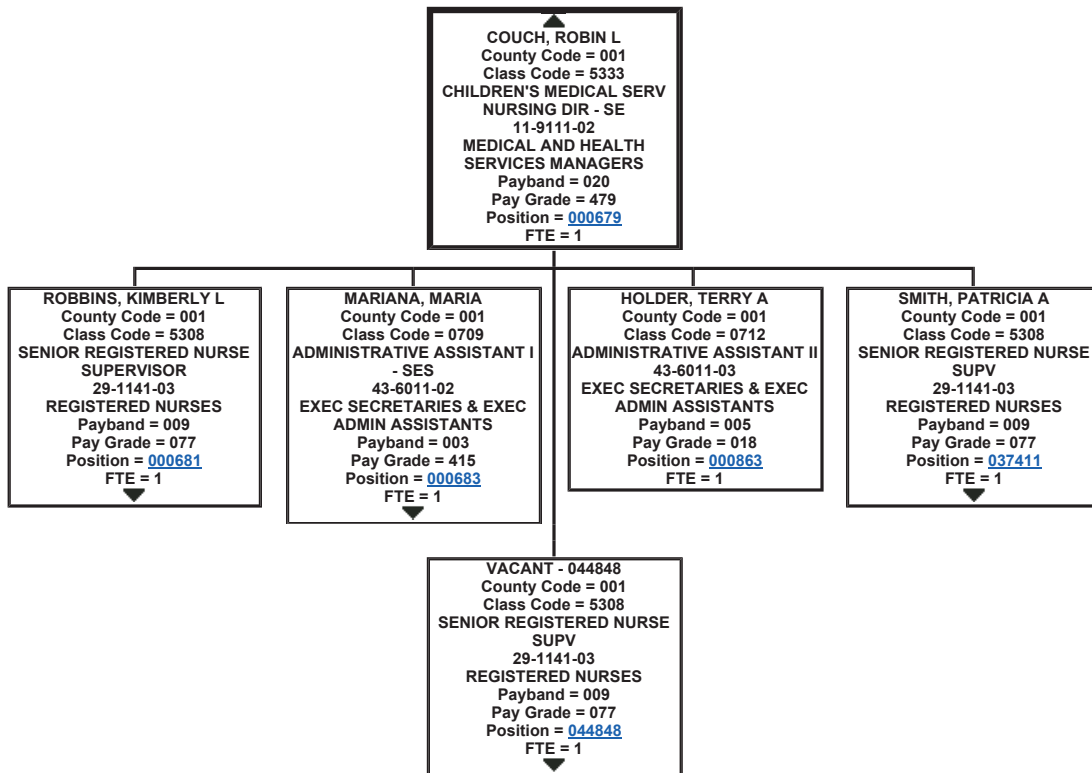 COUCH, ROBIN L
County Code = 001
Class Code = 5333
CHILDREN'S MEDICAL SERV
NURSING DIR - SE
11-9111-02
MEDICAL AND HEALTH
SERVICES MANAGERS
Payband = 020
Pay Grade = 479
Position = 000679
FTE = 1
ROBBINS, KIMBERLY L
County Code = 001
Class Code = 5308
SENIOR REGISTERED NURSE
SUPERVISOR
29-1141-03
REGISTERED NURSES
Payband = 009
Pay Grade = 077
Position = 000681
FTE = 1
MARIANA, MARIA
County Code = 001
Class Code = 0709
ADMINISTRATIVE ASSISTANT I
- SES
43-6011-02
EXEC SECRETARIES & EXEC
ADMIN ASSISTANTS
Payband = 003
Pay Grade = 415
Position = 000683
FTE = 1
HOLDER, TERRY A
County Code = 001
Class Code = 0712
ADMINISTRATIVE ASSISTANT II
43-6011-03
EXEC SECRETARIES & EXEC
ADMIN ASSISTANTS
Payband = 005
Pay Grade = 018
Position = 000863
FTE = 1
SMITH, PATRICIA A
County Code = 001
Class Code = 5308
SENIOR REGISTERED NURSE
SUPV
29-1141-03
REGISTERED NURSES
Payband = 009
Pay Grade = 077
Position = 037411
FTE = 1
VACANT - 044848
County Code = 001
Class Code = 5308
SENIOR REGISTERED NURSE
SUPV
29-1141-03
REGISTERED NURSES
Payband = 009
Pay Grade = 077
Position = 044848
FTE = 1